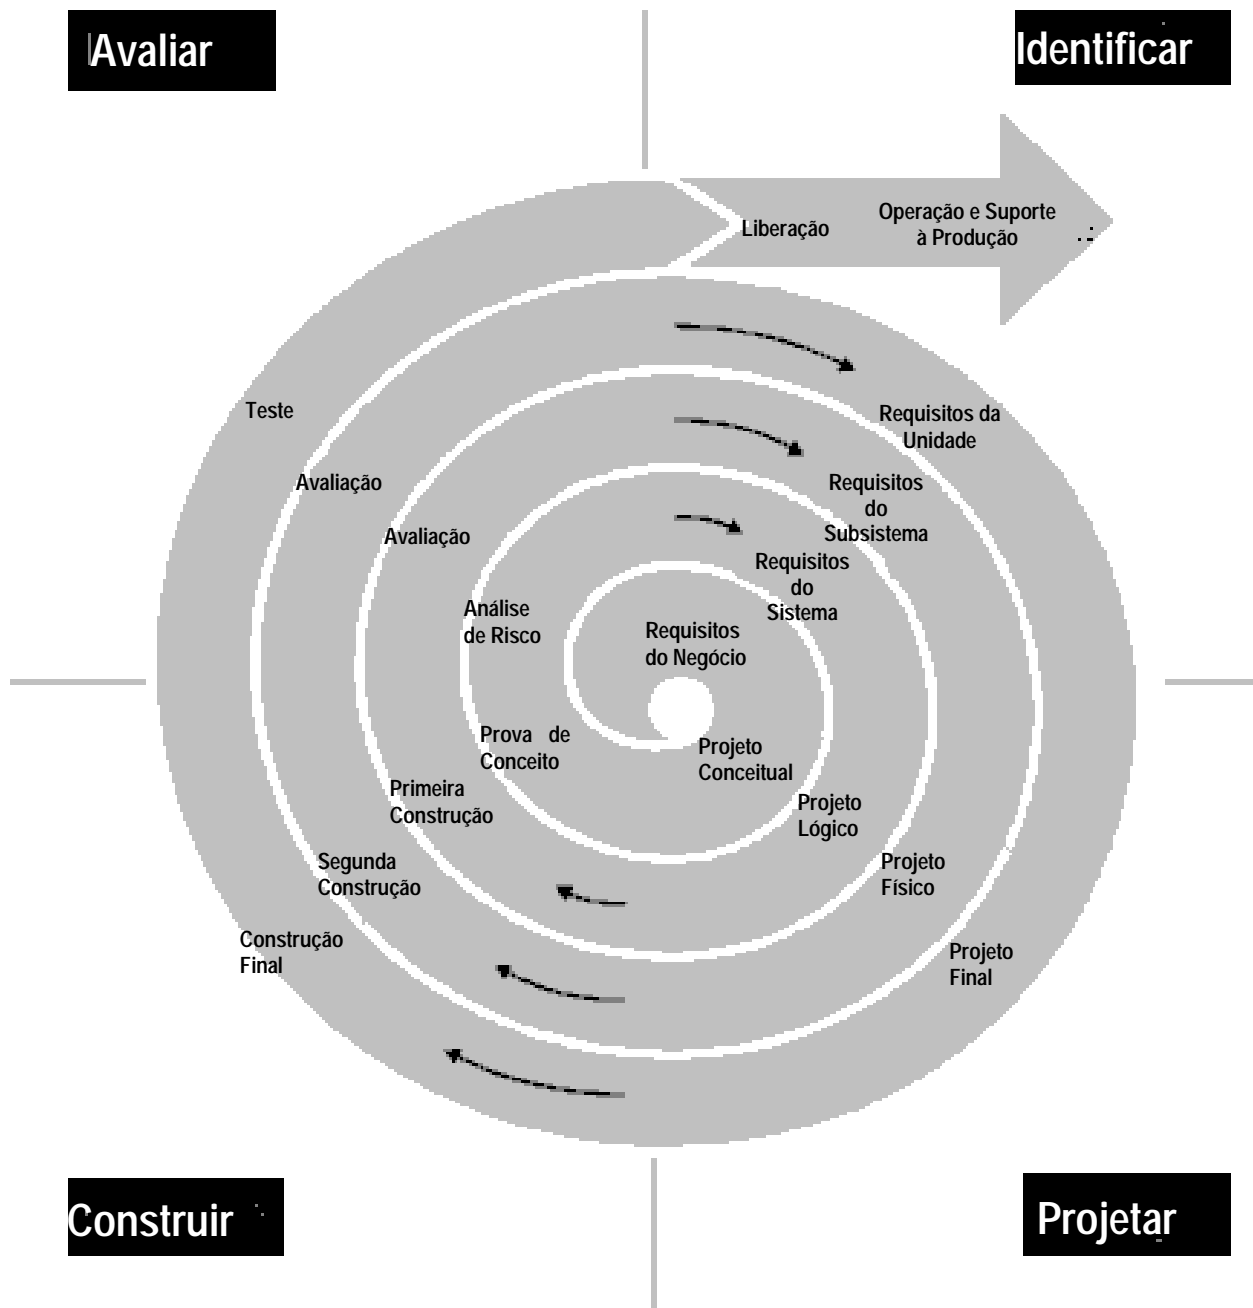 Avaliar
Identificar
Liberação
Operação e Suporte
à Produção
Teste
Requisitos da
Unidade
Avaliação
Requisitos
do
Subsistema
Avaliação
Requisitos
do
Sistema
Análise
de Risco
Requisitos
do Negócio
Prova de
Conceito
Projeto
Conceitual
Primeira
Construção
Projeto
Lógico
Segunda
Construção
Projeto
Físico
Construção
Final
Projeto
Final
Construir
Projetar